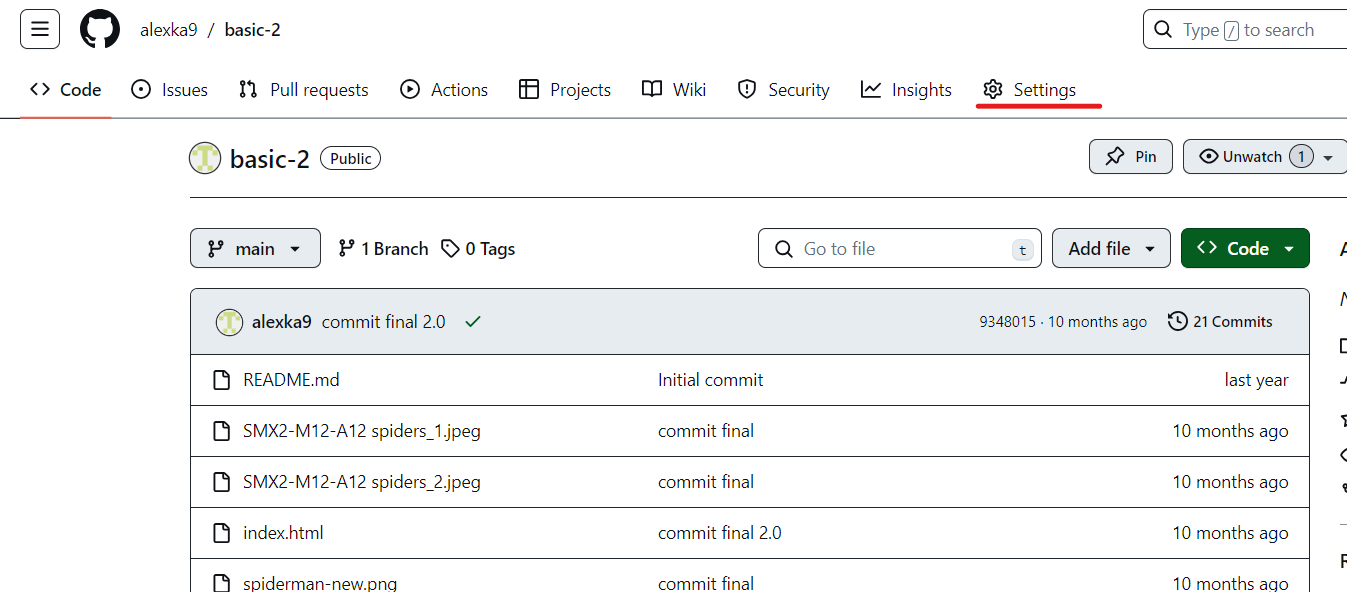 alexka9 / basic-2
Type / to search
Code Issues Pull requests Actions Projects Wiki Security Insights Settings
basic-2 Public
Pin Unwatch 1
main 1 Branch 0 Tags
Go to file t Add file Code
alexka9 commit final 2.0 9348015 · 10 months ago 21 Commits
README.md Initial commit last year
SMX2-M12-A12 spiders_1.jpeg commit final 10 months ago
SMX2-M12-A12 spiders_2.jpeg commit final 10 months ago
index.html commit final 2.0 10 months ago
spiderman-new.png commit final 10 months ago